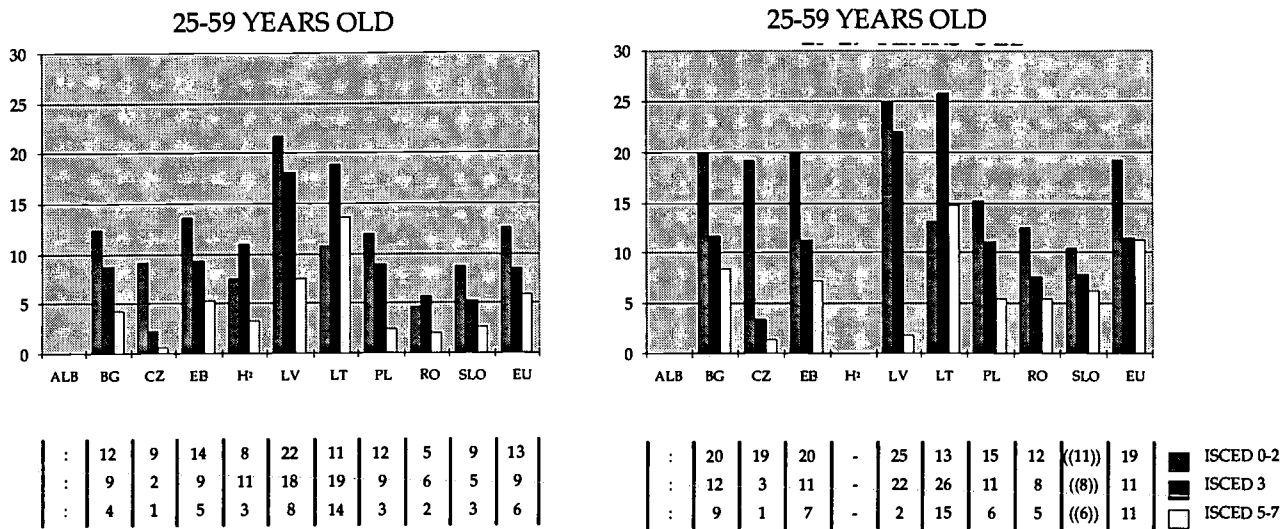 25-59 YEARS OLD
30
25
20
15
10
5
0
ALB BG CZ EB H² LV LT PL RO SLO EU
: 12 9 14 8 22 11 12 5 9 13
: 9 2 9 11 18 19 9 6 5 9
: 4 1 5 3 8 14 3 2 3 6
25-59 YEARS OLD
30
25
20
15
10
5
0
ALB BG CZ EB H² LV LT PL RO SLO EU
: 20 19 20 - 25 13 15 12 ((11)) 19 ISCED 0-2
: 12 3 11 - 22 26 11 8 ((8)) 11 ISCED 3
: 9 1 7 - 2 15 6 5 ((6)) 11 ISCED 5-7